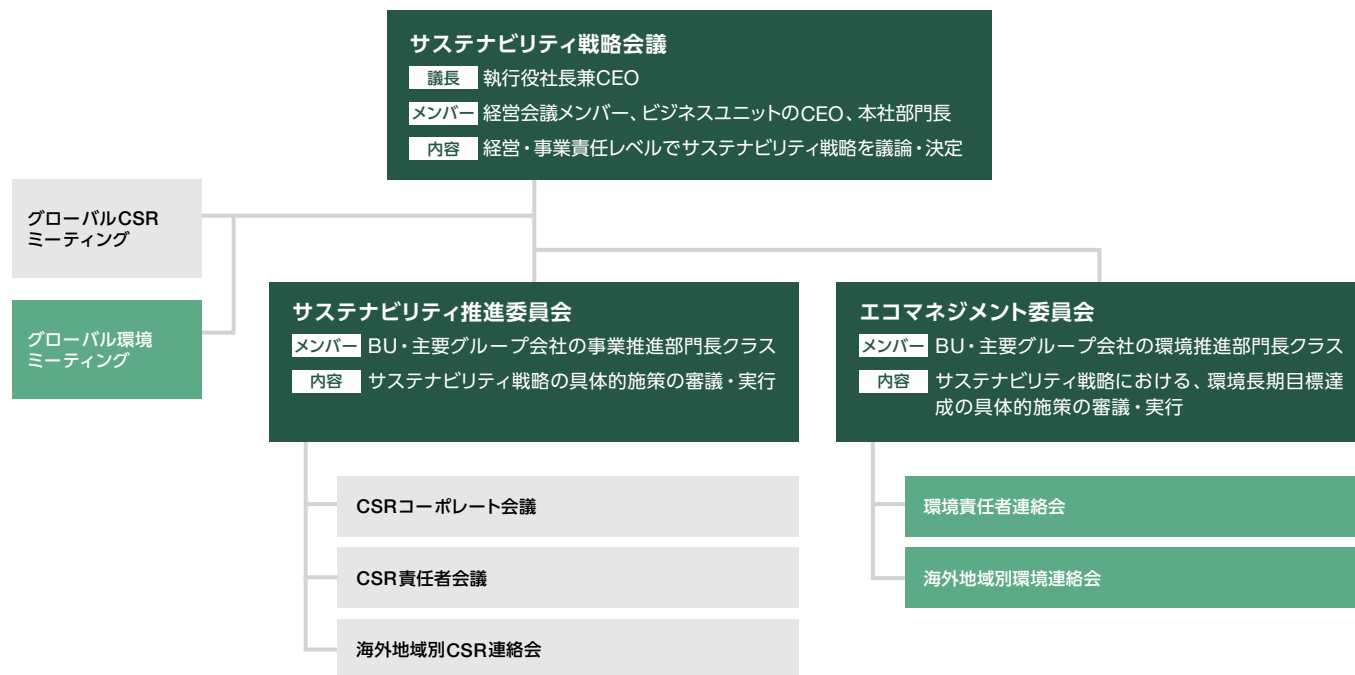 サステナビリティ戦略会議
議長 執行役社長兼CEO
メンバー 経営会議メンバー、ビジネスユニットのCEO、本社部門長
内容 経営・事業責任レベルでサステナビリティ戦略を議論・決定
グローバルCSR
ミーティング
グローバル環境
ミーティング
サステナビリティ推進委員会
メンバー BU・主要グループ会社の事業推進部門長クラス
内容 サステナビリティ戦略の具体的施策の審議・実行
エコマネジメント委員会
メンバー BU・主要グループ会社の環境推進部門長クラス
内容 サステナビリティ戦略における、環境長期目標達
成の具体的施策の審議・実行
CSRコーポレート会議
CSR責任者会議
海外地域別CSR連絡会
環境責任者連絡会
海外地域別環境連絡会